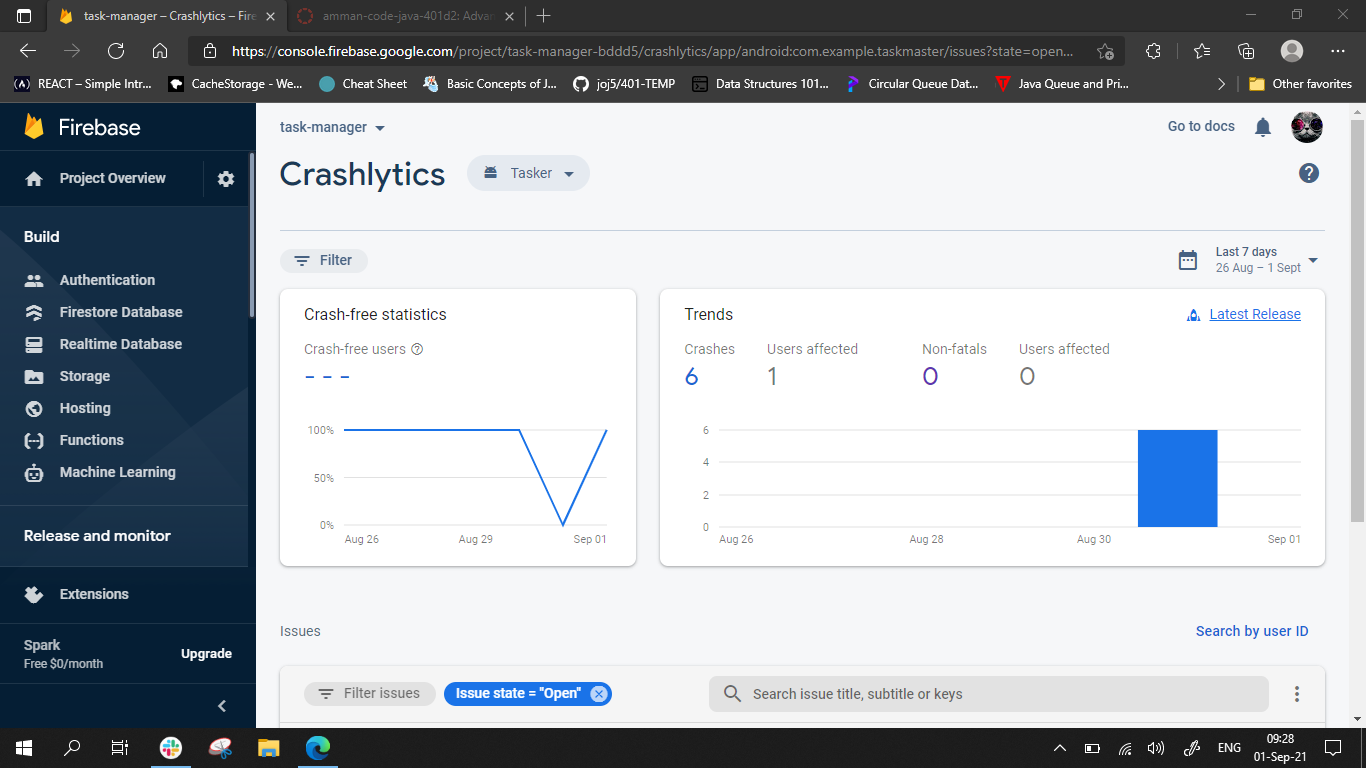 task-manager – Crashlytics – Fire
amman-code-java-401d2: Advan
https://console.firebase.google.com/project/task-manager-bddd5/crashlytics/app/android:com.example.taskmaster/issues?state=open...
REACT – Simple Intr...
CacheStorage - We...
Cheat Sheet
Basic Concepts of J...
joj5/401-TEMP
Data Structures 101...
Circular Queue Dat...
Java Queue and Pri...
Other favorites
Firebase
Project Overview
Build
Authentication
Firestore Database
Realtime Database
Storage
Hosting
Functions
Machine Learning
Release and monitor
Extensions
Spark
Free $0/month
Upgrade
task-manager
Go to docs
Crashlytics
Tasker
Filter
Last 7 days
26 Aug – 1 Sept
Crash-free statistics
Crash-free users
---
100%
50%
0%
Aug 26 Aug 29 Sep 01
Trends
Latest Release
Crashes Users affected Non-fatals Users affected
6 1 0 0
6
4
2
0
Aug 26 Aug 28 Aug 30 Sep 01
Issues
Search by user ID
Filter issues
Issue state = "Open"
Search issue title, subtitle or keys
ENG
09:28
01-Sep-21